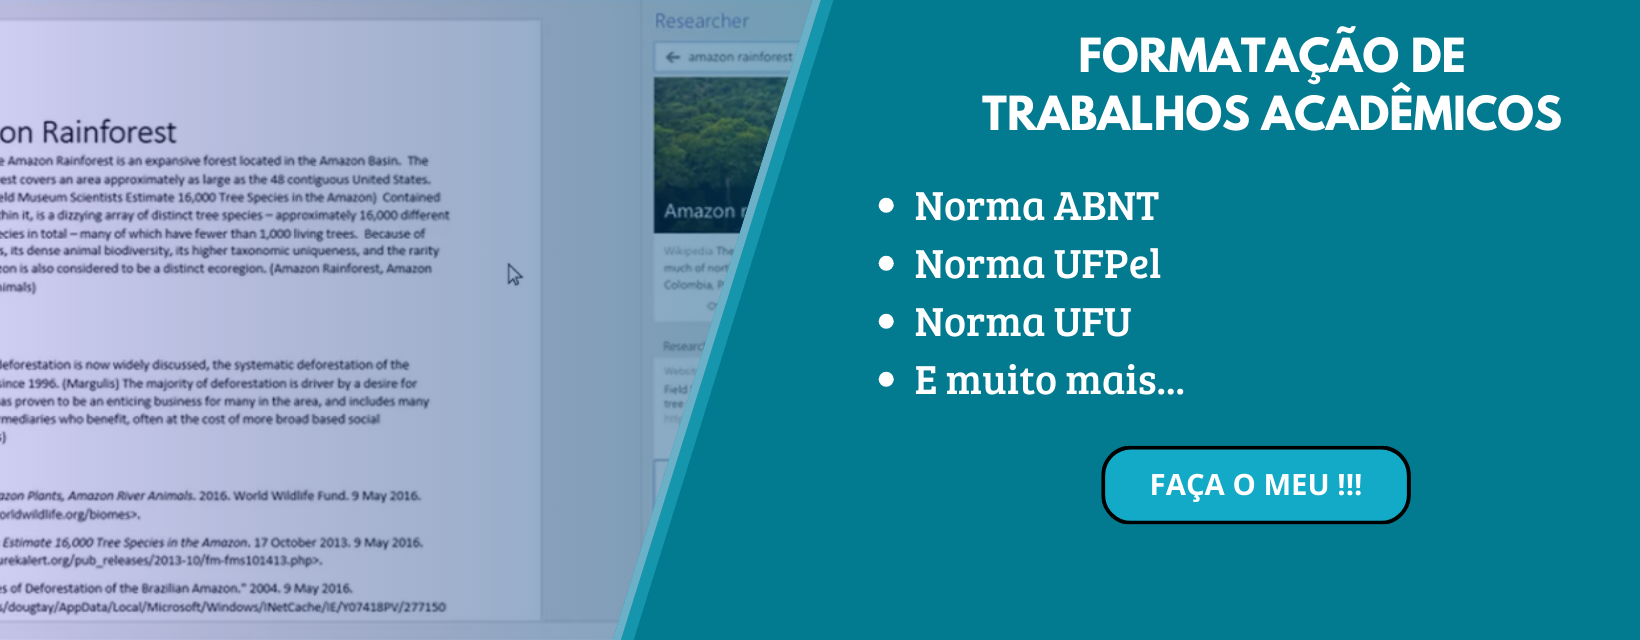 on Rainforest
Amazon Rainforest is an expansive forest located in the Amazon Basin. The
est covers an area approximately as large as the 48 contiguous United States.
eld Museum Scientists Estimate 16,000 Tree Species in the Amazon) Contained
thin it, is a dizzying array of distinct tree species – approximately 16,000 different
ecies in total – many of which have fewer than 1,000 living trees. Because of
s, its dense animal biodiversity, its higher taxonomic uniqueness, and the rarity
zon is also considered to be a distinct ecoregion. (Amazon Rainforest, Amazon
nimals)
deforestation is now widely discussed, the systematic deforestation of the
since 1996. (Margulis) The majority of deforestation is driver by a desire for
as proven to be an enticing business for many in the area, and includes many
rmediaries who benefit, often at the cost of more broad based social
s)
azon Plants, Amazon River Animals. 2016. World Wildlife Fund. 9 May 2016.
orldwildlife.org/biomes>.
Estimate 16,000 Tree Species in the Amazon. 17 October 2013. 9 May 2016.
urekalert.org/pub_releases/2013-10/fm-fms101413.php>.
es of Deforestation of the Brazilian Amazon." 2004. 9 May 2016.
s/dougtay/AppData/Local/Microsoft/Windows/INetCache/IE/Y07418PV/277150
Researcher
amazon rainforest
Amazon
Wikipedia The
much of nort
Colombia, P
Researc
Field
tree
FORMATAÇÃO DE
TRABALHOS ACADÊMICOS
• Norma ABNT
• Norma UFPel
• Norma UFU
• E muito mais...
FAÇA O MEU !!!